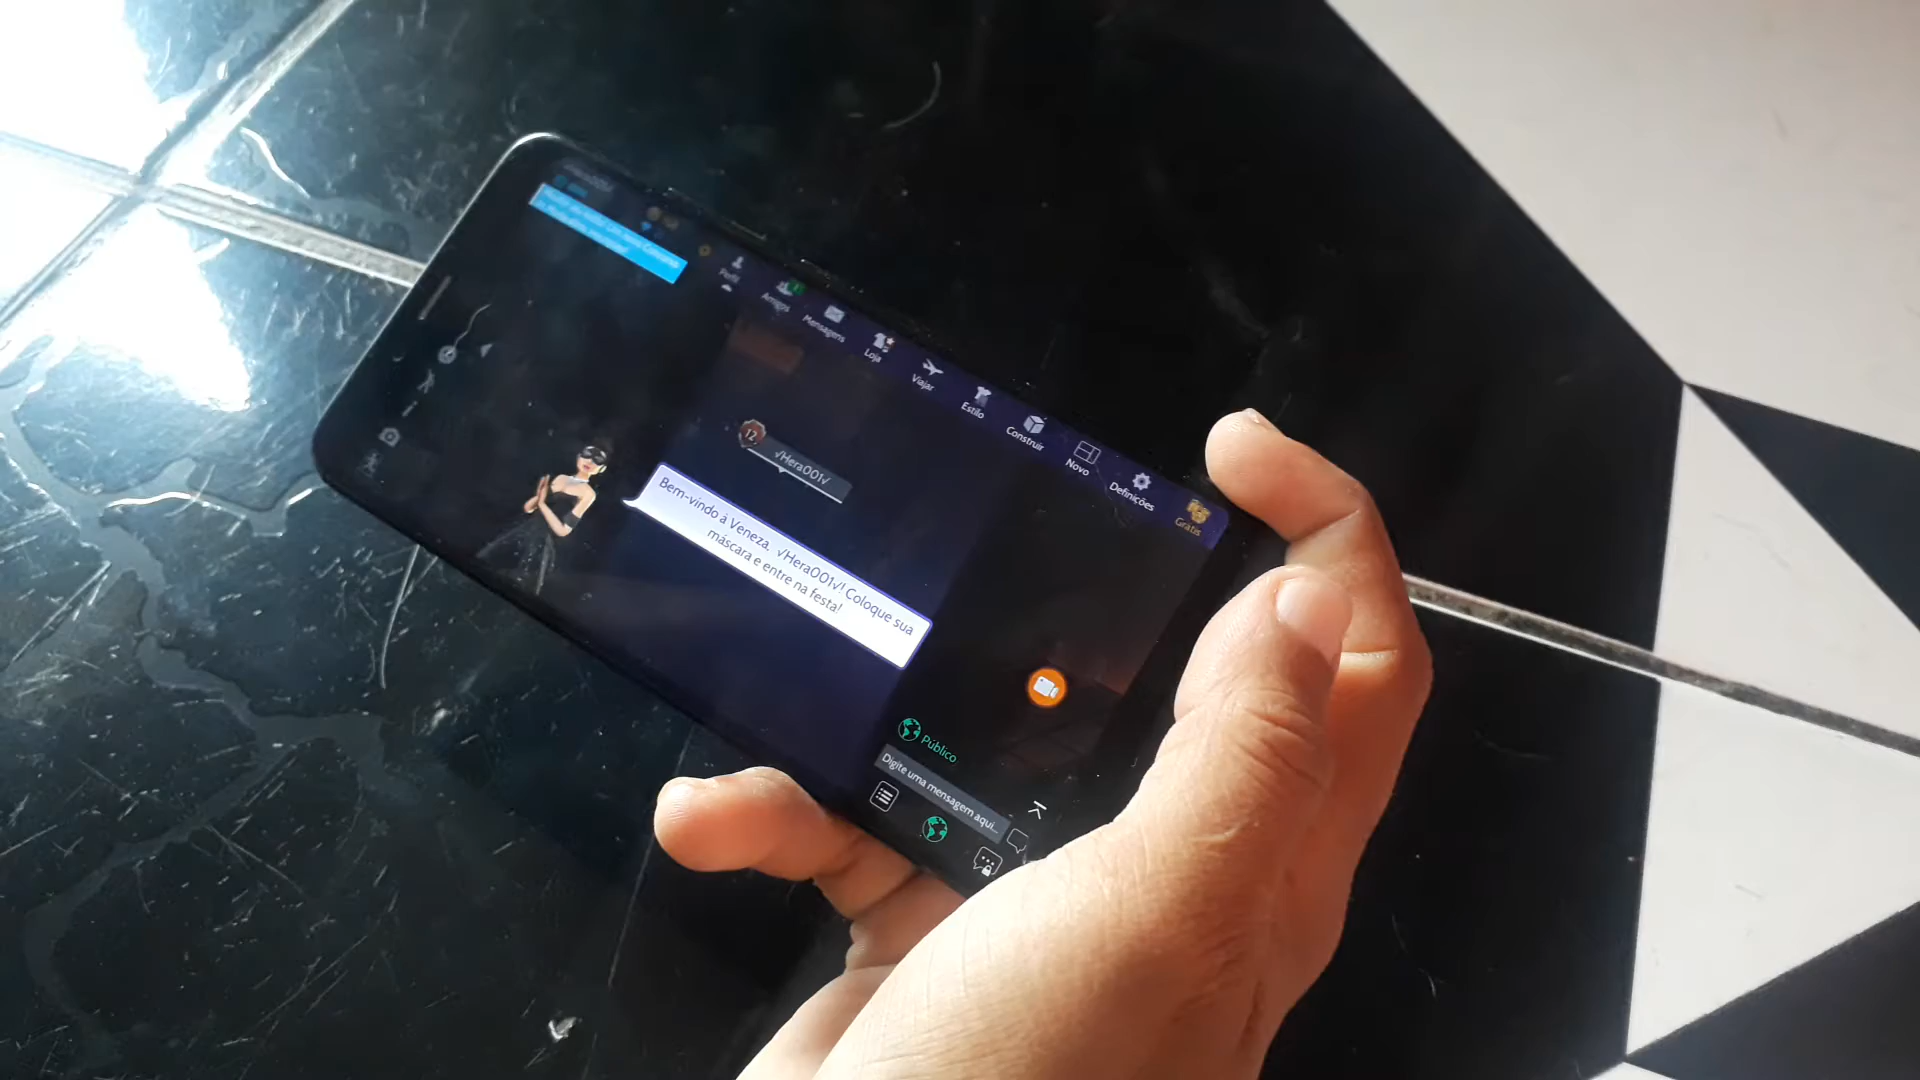 Perfil
Amigos
Mensagens
Loja
Viajar
Estilo
Construir
Novo
Definições
Grátis
12
√Hera001√
Bem-vindo à Veneza, √Hera001√! Coloque sua
máscara e entre na festa!
Público
Digite uma mensagem aqui...